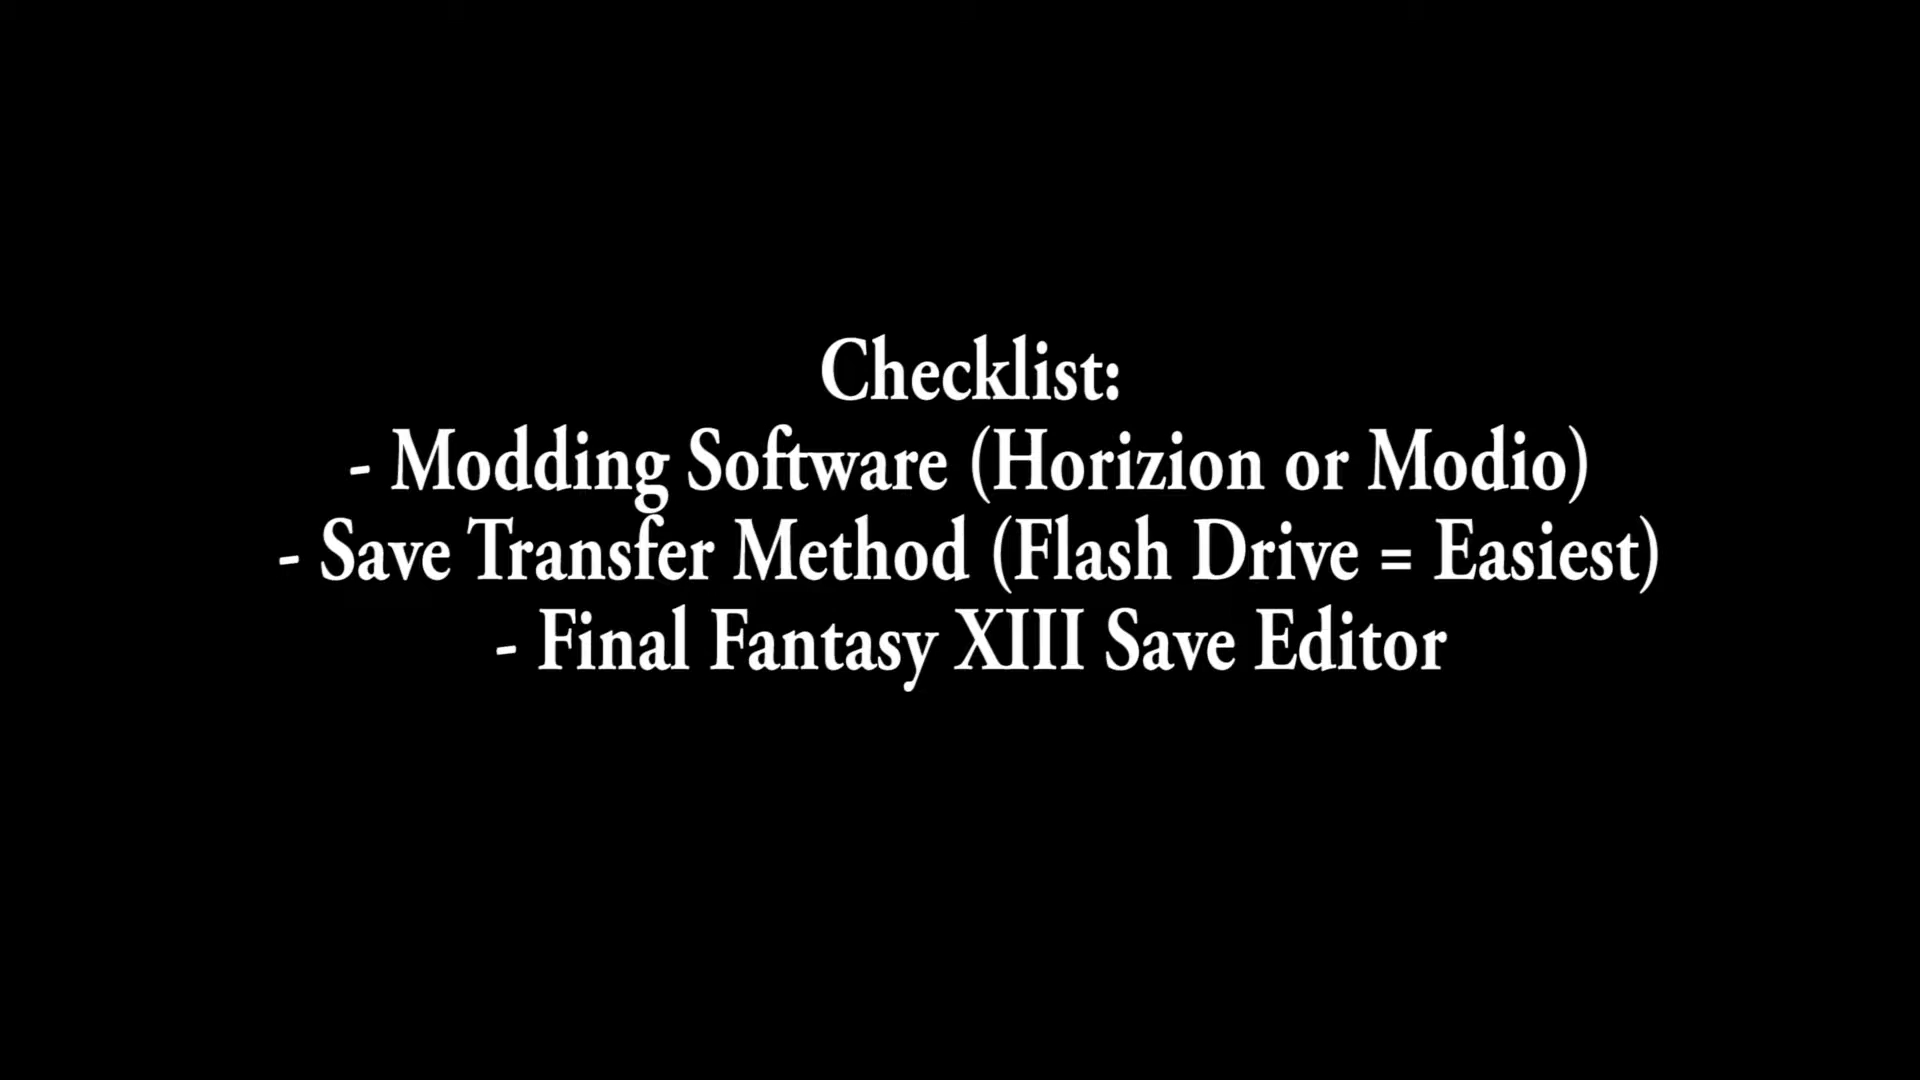 Checklist:
- Modding Software (Horizion or Modio)
- Save Transfer Method (Flash Drive = Easiest)
- Final Fantasy XIII Save Editor